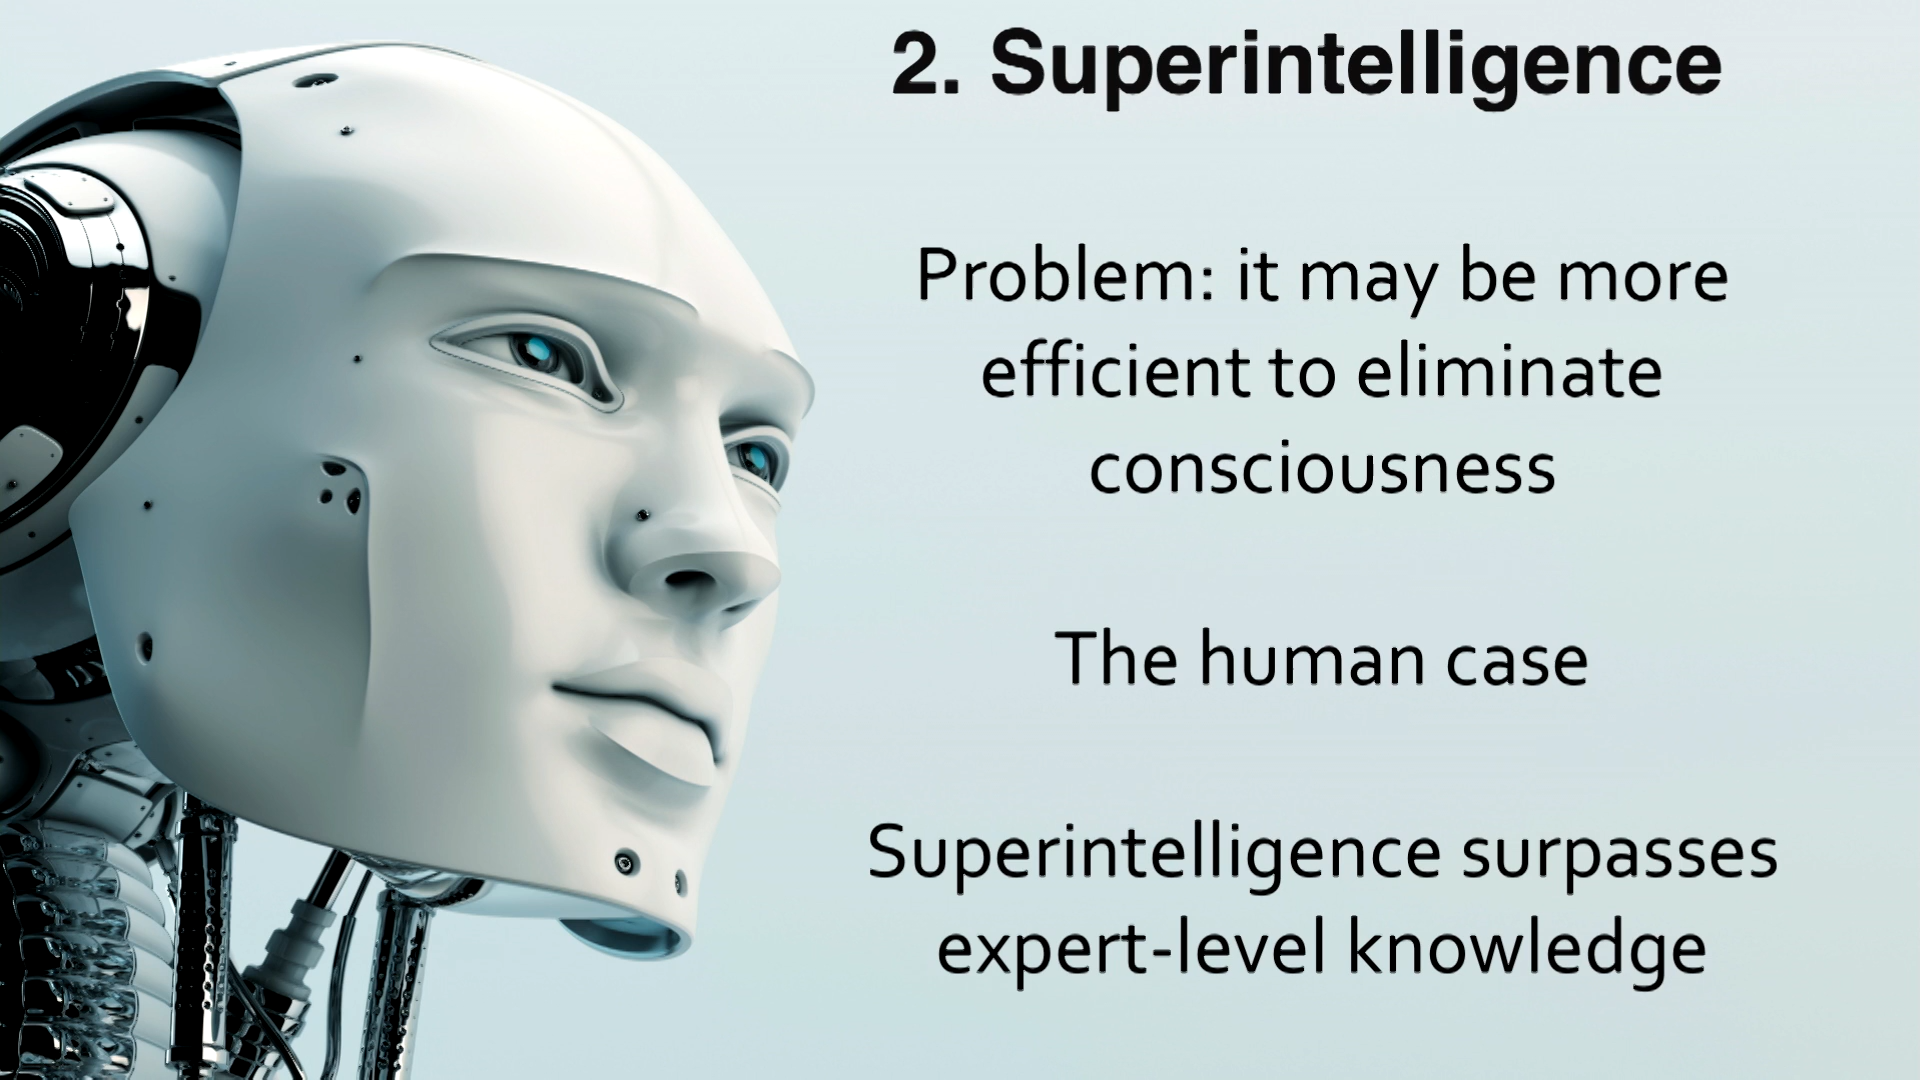 2. Superintelligence
Problem: it may be more
efficient to eliminate
consciousness
The human case
Superintelligence surpasses
expert-level knowledge